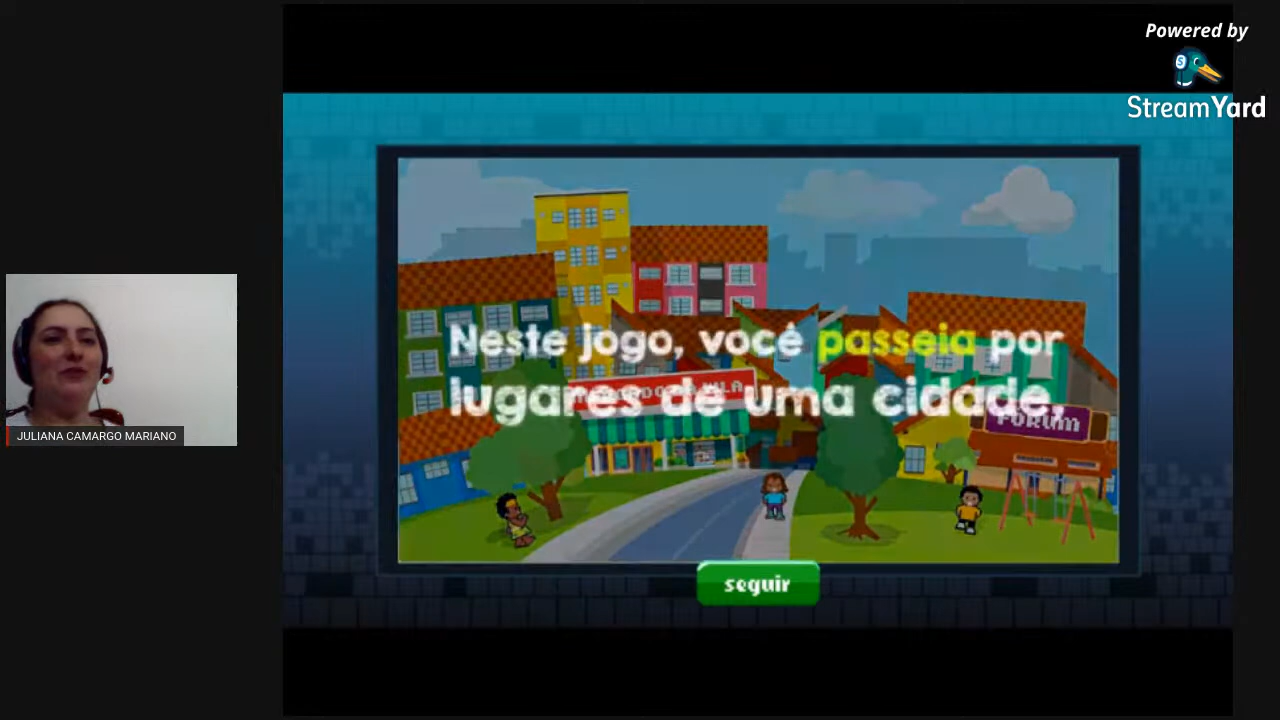 Powered by
StreamYard
Neste jogo, você passeia por
lugares de uma cidade,
FÓRUM
seguir
JULIANA CAMARGO MARIANO